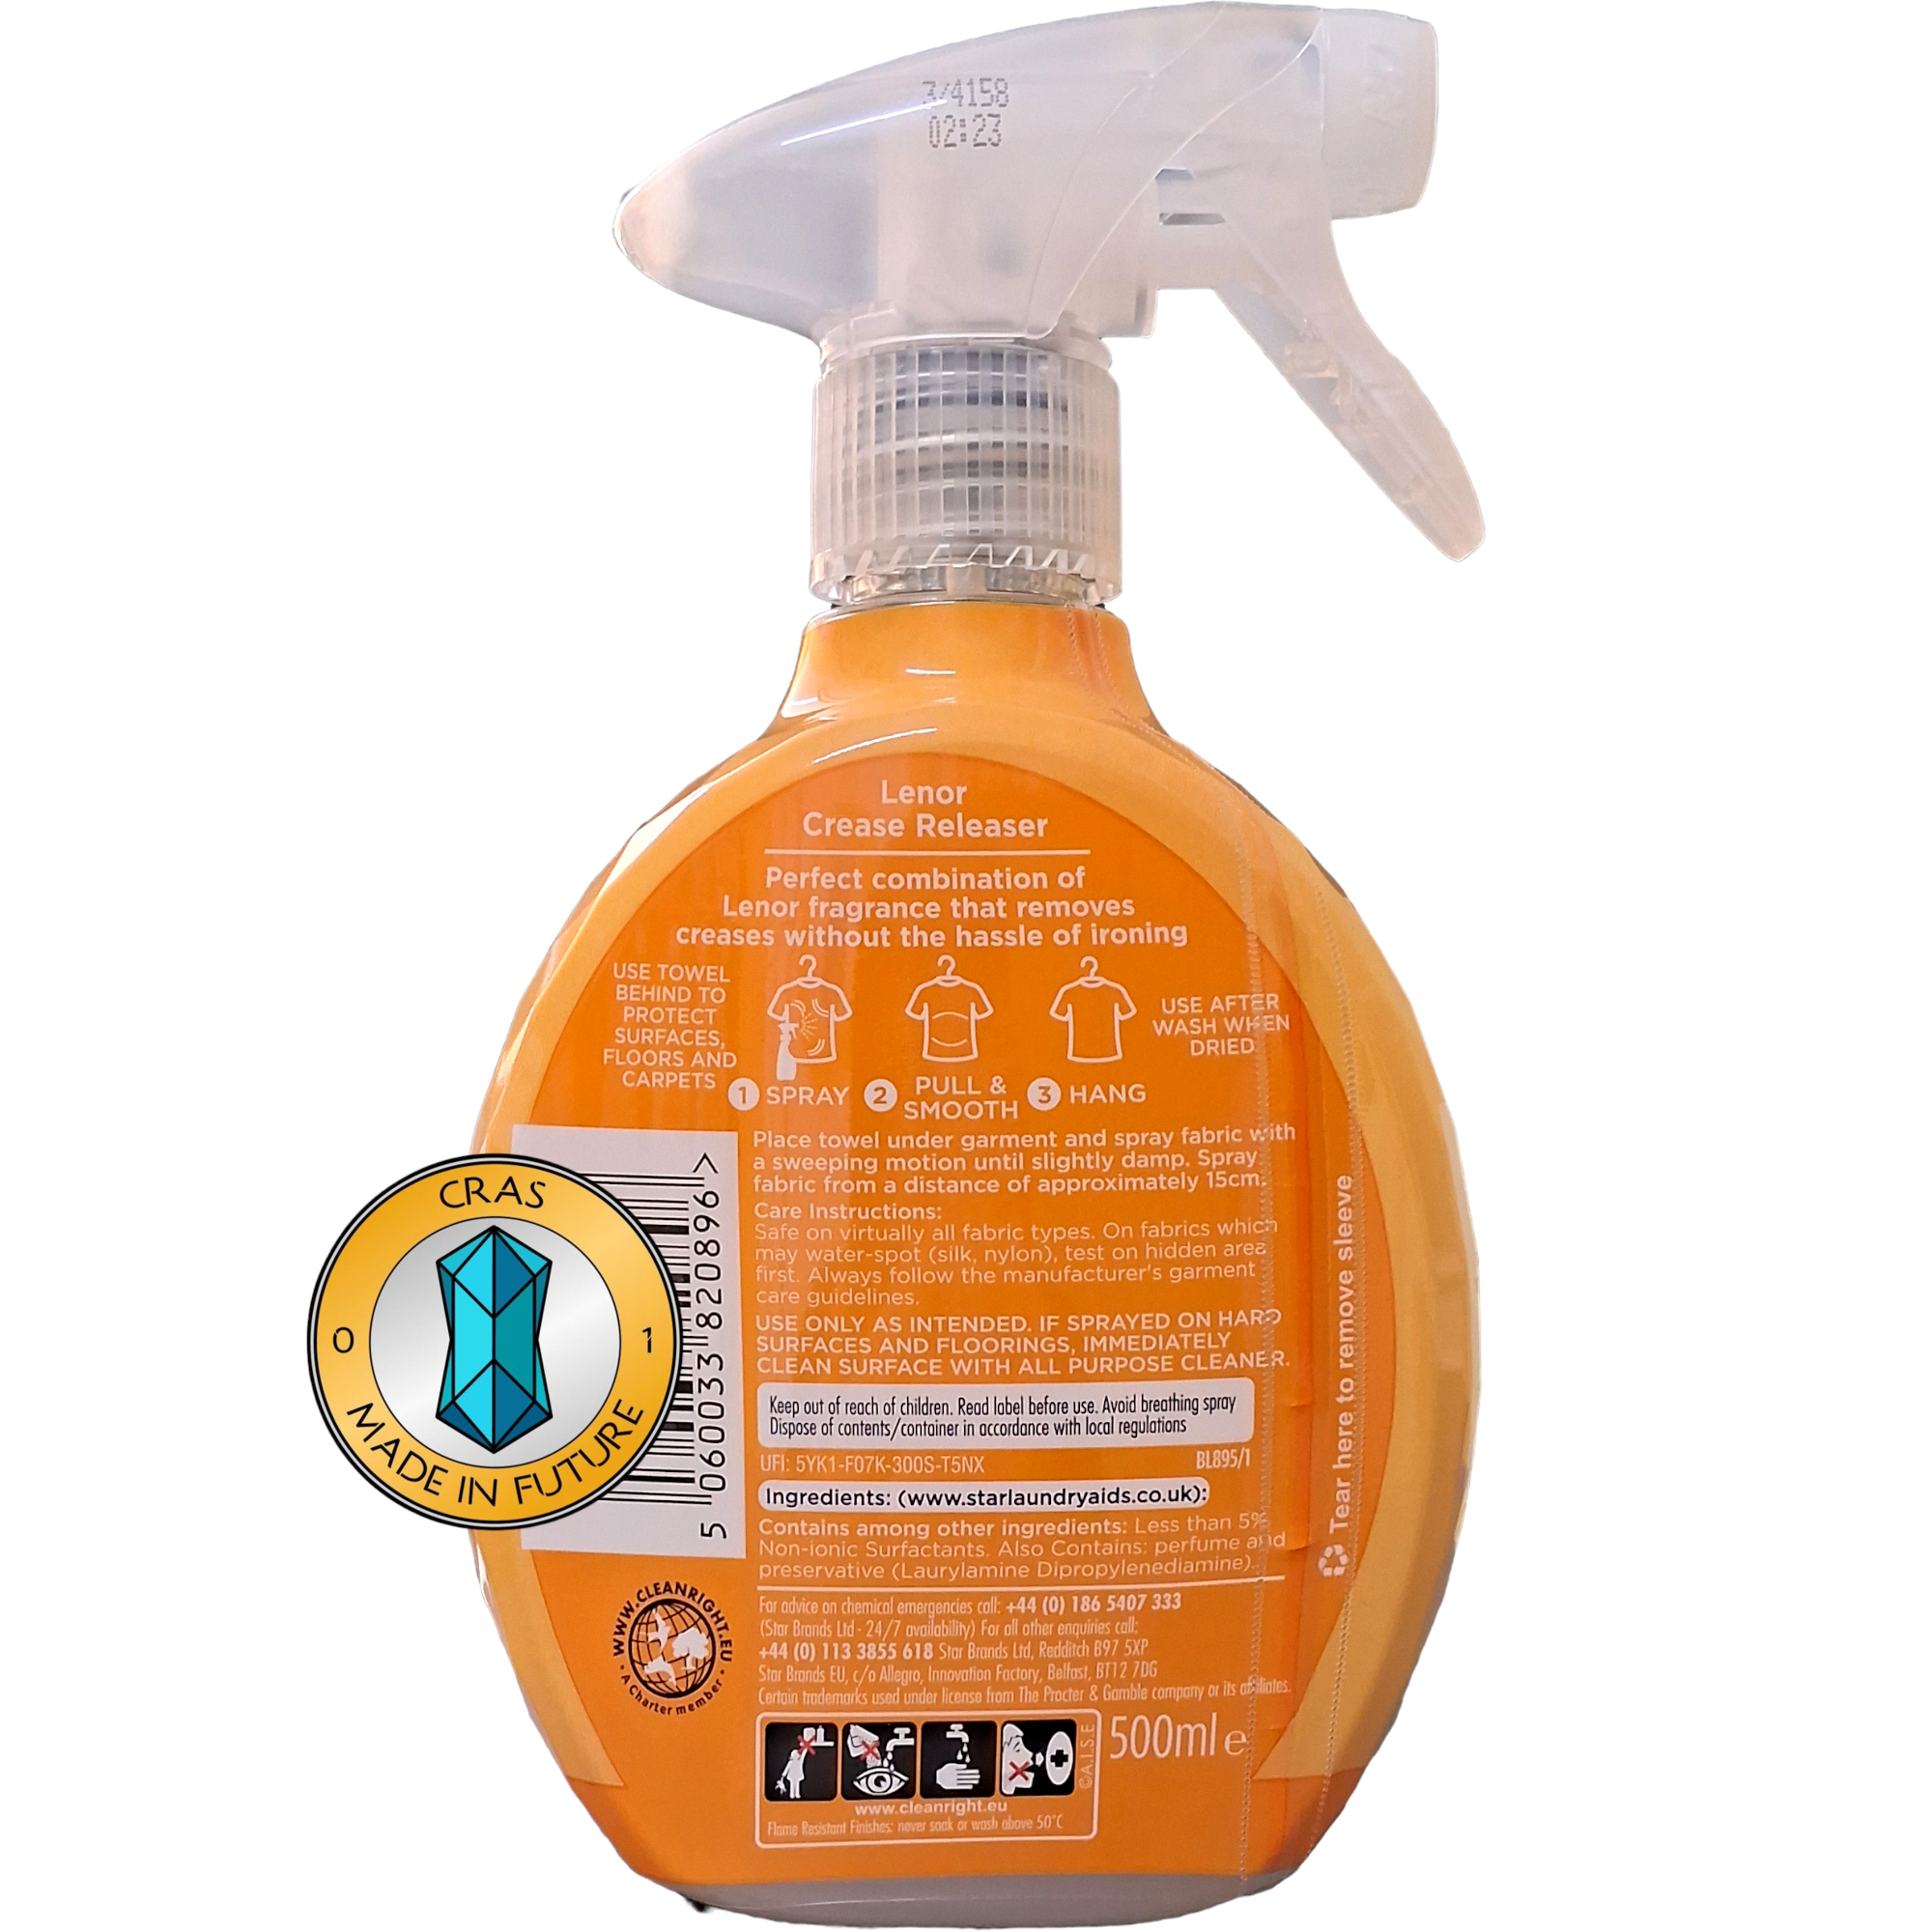 3/4158
02:23
Lenor
Crease Releaser
Perfect combination of
Lenor fragrance that removes
creases without the hassle of ironing
USE TOWEL
BEHIND TO
PROTECT
SURFACES,
FLOORS AND
CARPETS
1 SPRAY
2 PULL &
SMOOTH
3 HANG
USE AFTER
WASH WHEN
DRIED
Place towel under garment and spray fabric with
a sweeping motion until slightly damp. Spray
fabric from a distance of approximately 15cm.
Care Instructions:
Safe on virtually all fabric types. On fabrics which
may water-spot (silk, nylon), test on hidden area
first. Always follow the manufacturer's garment
care guidelines.
USE ONLY AS INTENDED. IF SPRAYED ON HARD
SURFACES AND FLOORINGS, IMMEDIATELY
CLEAN SURFACE WITH ALL PURPOSE CLEANER.
Keep out of reach of children. Read label before use. Avoid breathing spray
Dispose of contents/container in accordance with local regulations
UFI: 5YK1-F07K-300S-T5NX
BL895/1
Ingredients: (www.starlaundryaids.co.uk):
Contains among other ingredients: Less than 5%
Non-ionic Surfactants. Also Contains: perfume and
preservative (Laurylamine Dipropylenediamine).
For advice on chemical emergencies call: +44 (0) 186 5407 333
(Star Brands Ltd - 24/7 availability) For all other enquiries call:
+44 (0) 113 3855 618 Star Brands Ltd, Redditch B97 5XP
Star Brands EU, c/o Allegro, Innovation Factory, Belfast, BT12 7DG
Certain trademarks used under license from The Procter & Gamble company or its affiliates.
©A.I.S.E
500ml e
www.cleanright.eu
Flame Resistant Finishes: never soak or wash above 50°C
5 060033 820896 >
CRAS
0 1
MADE IN FUTURE
WWW.CLEANRIGHT.EU
• A Charter member •
Tear here to remove sleeve